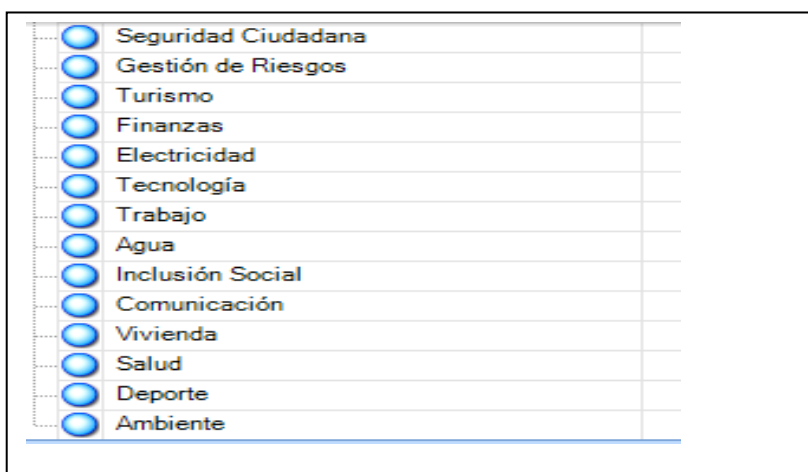 Seguridad Ciudadana
Gestión de Riesgos
Turismo
Finanzas
Electricidad
Tecnología
Trabajo
Agua
Inclusión Social
Comunicación
Vivienda
Salud
Deporte
Ambiente